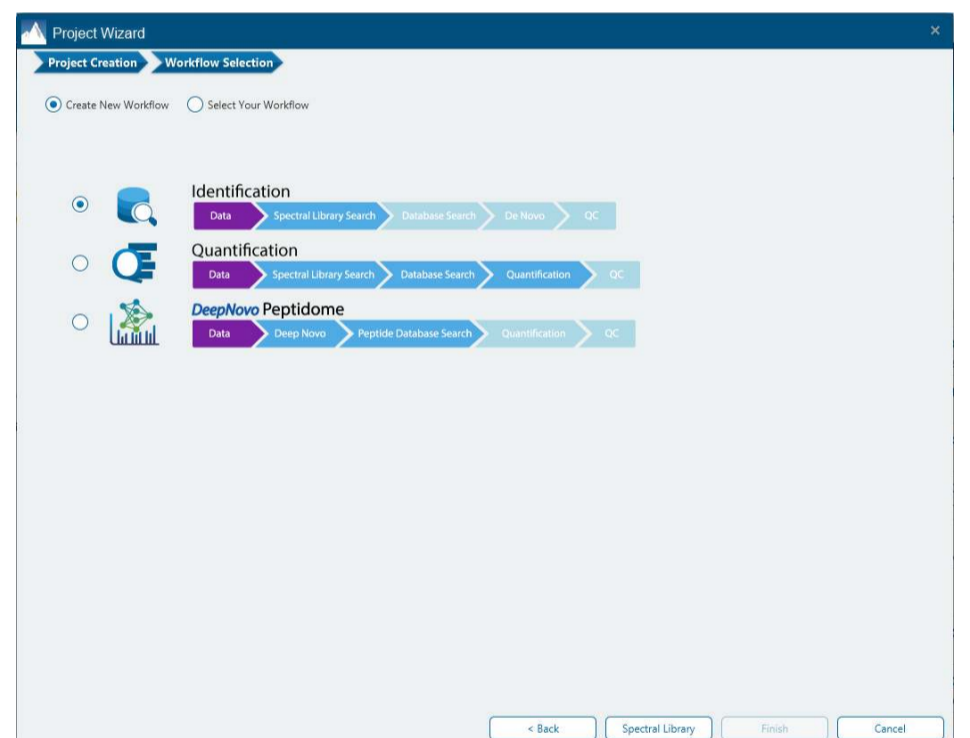 Project Wizard
Project Creation Workflow Selection
Create New Workflow Select Your Workflow
Identification
Data Spectral Library Search Database Search De Novo QC
Quantification
Data Spectral Library Search Database Search Quantification QC
DeepNovo Peptidome
Data Deep Novo Peptide Database Search Quantification QC
< Back Spectral Library Finish Cancel